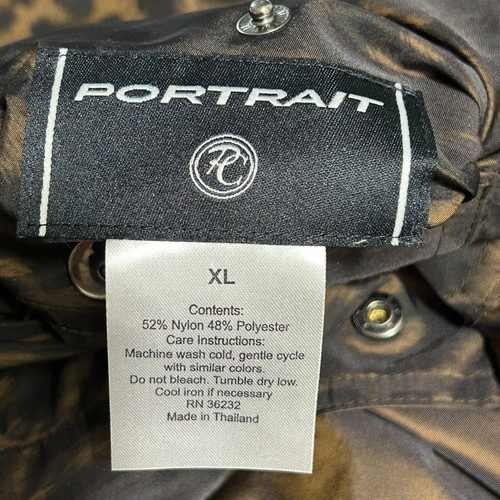 PORTRAIT
PC
XL
Contents:
52% Nylon 48% Polyester
Care Instructions:
Machine wash cold, gentle cycle
with similar colors.
Do not bleach. Tumble dry low.
Cool iron if necessary
RN 36232
Made in Thailand